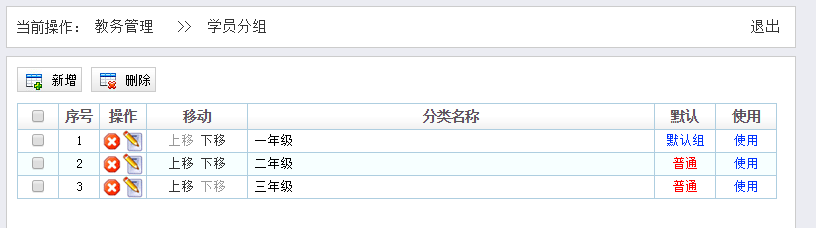 当前操作： 教务管理 >> 学员分组 退出
新增 删除
序号 操作 移动 分类名称 默认 使用
1 上移 下移 一年级 默认组 使用
2 上移 下移 二年级 普通 使用
3 上移 下移 三年级 普通 使用